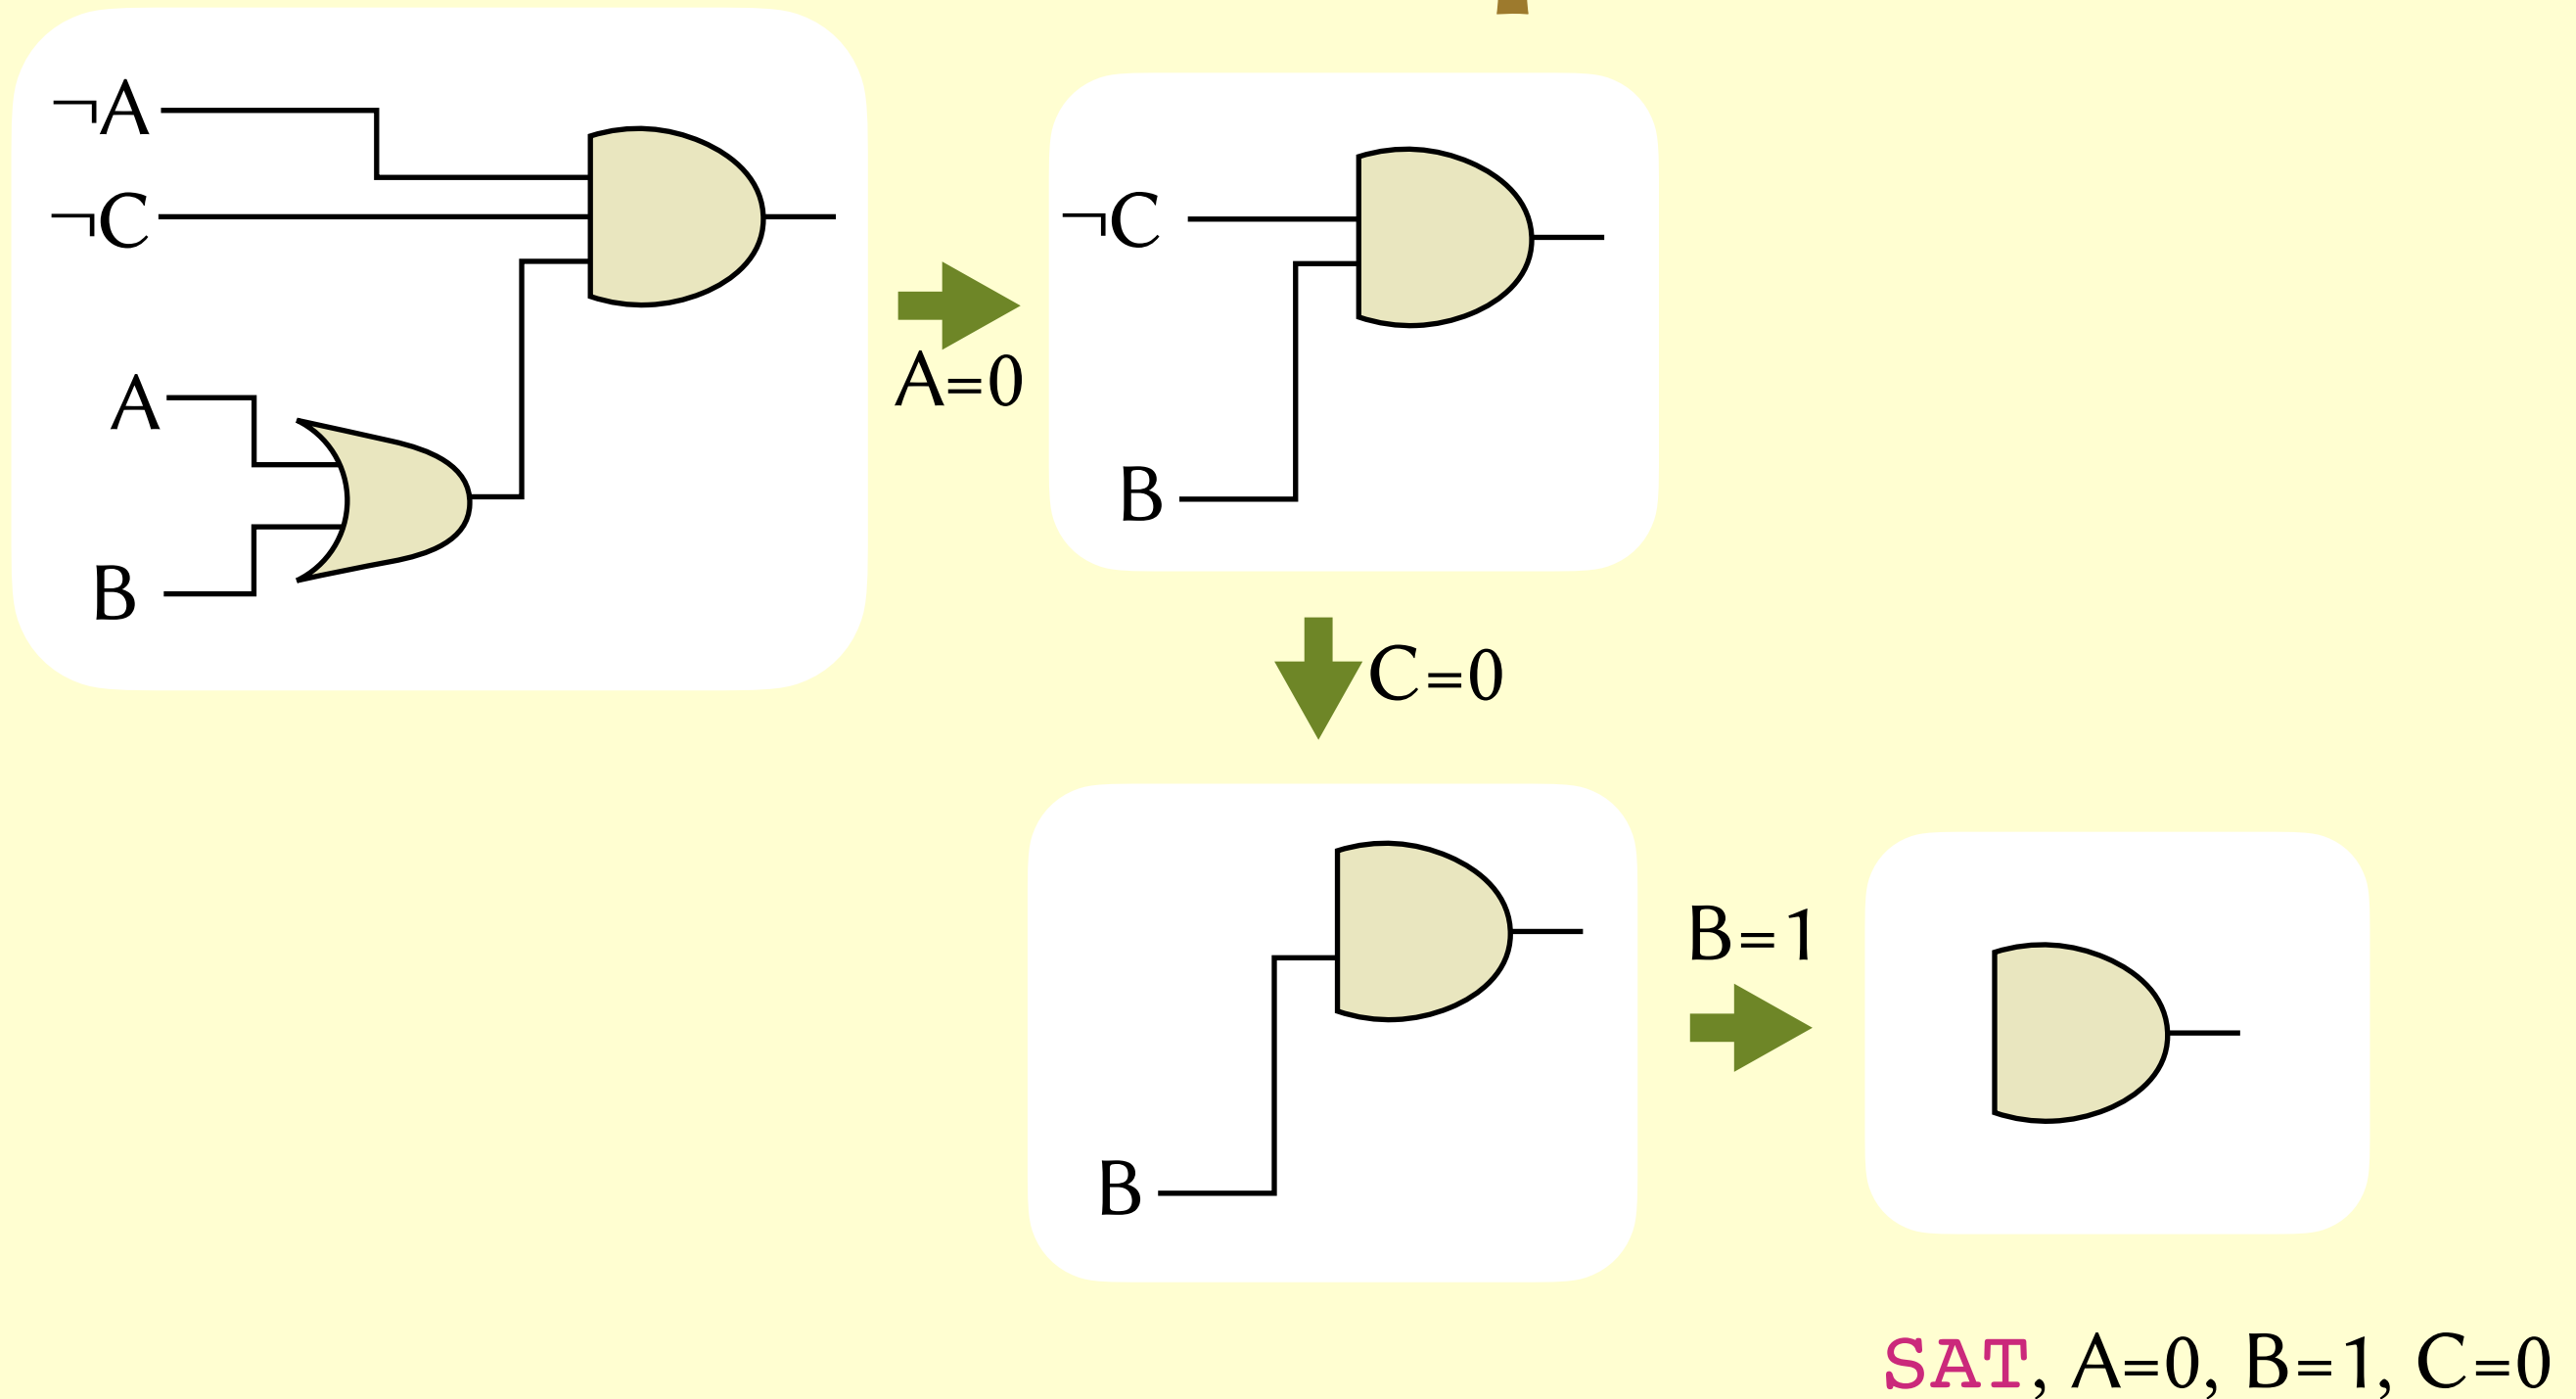 ¬A
¬C
A
B
A=0
¬C
B
C=0
B
B=1
SAT, A=0, B=1, C=0